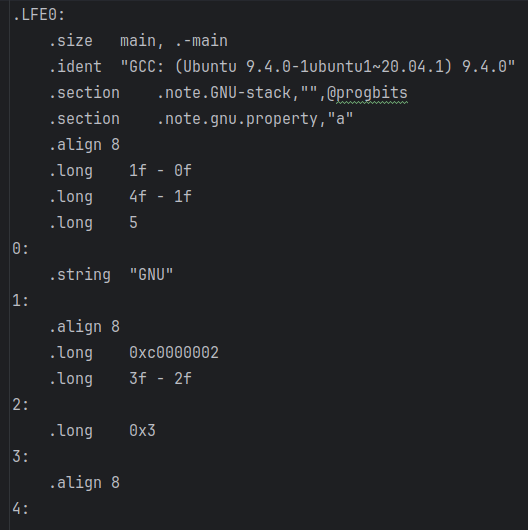 .LFE0:
    .size   main, .-main
    .ident  "GCC: (Ubuntu 9.4.0-1ubuntu1~20.04.1) 9.4.0"
    .section    .note.GNU-stack,"",@progbits
    .section    .note.gnu.property,"a"
    .align 8
    .long    1f - 0f
    .long    4f - 1f
    .long    5
0:
    .string  "GNU"
1:
    .align 8
    .long    0xc0000002
    .long    3f - 2f
2:
    .long    0x3
3:
    .align 8
4: